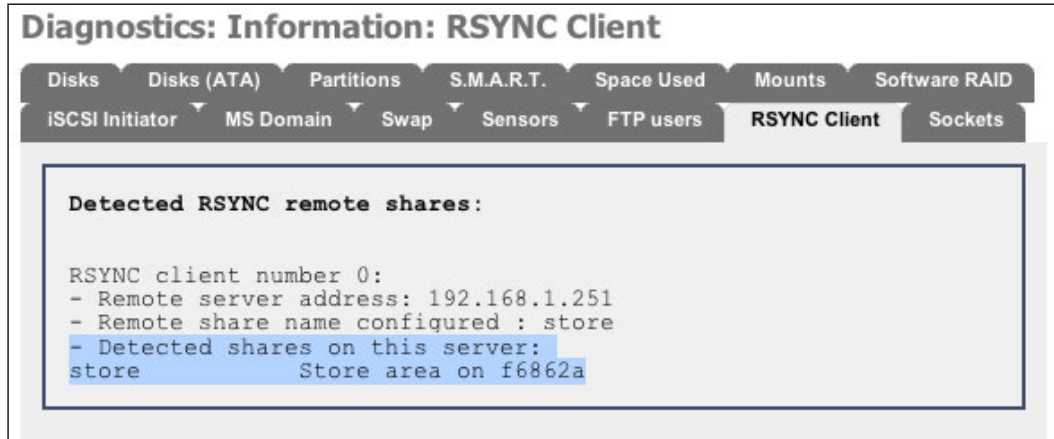 Diagnostics: Information: RSYNC Client
Disks Disks (ATA) Partitions S.M.A.R.T. Space Used Mounts Software RAID
iSCSI Initiator MS Domain Swap Sensors FTP users RSYNC Client Sockets
Detected RSYNC remote shares:
RSYNC client number 0:
- Remote server address: 192.168.1.251
- Remote share name configured : store
- Detected shares on this server:
store Store area on f6862a